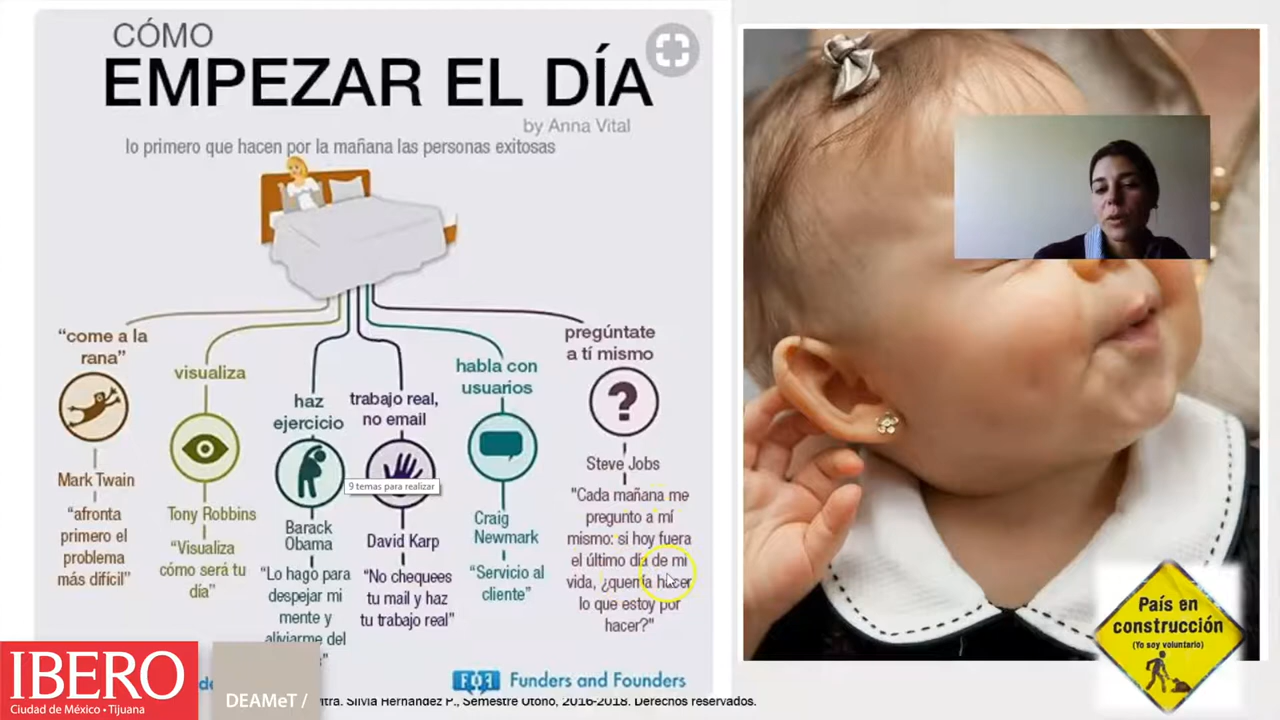 CÓMO
EMPEZAR EL DÍA
by Anna Vital
lo primero que hacen por la mañana las personas exitosas
“come a la
rana”
Mark Twain
“afronta
primero el
problema
más difícil”
visualiza
Tony Robbins
“Visualiza
cómo será tu
día”
haz
ejercicio
Barack
Obama
“Lo hago para
despejar mi
mente y
aliviarme del
trabajo real,
no email
9 temas para realizar
David Karp
“No chequees
tu mail y haz
tu trabajo real”
habla con
usuarios
Craig
Newmark
“Servicio al
cliente”
pregúntate
a tí mismo
?
Steve Jobs
"Cada mañana me
pregunto a mí
mismo: si hoy fuera
el último día de mi
vida, ¿quería hacer
lo que estoy por
hacer?"
Funders and Founders
IBERO
Ciudad de México • Tijuana
DEAMeT /
Silvia Hernández P., Semestre Otoño, 2016-2018. Derechos reservados.
País en
construcción
(Yo soy voluntario)